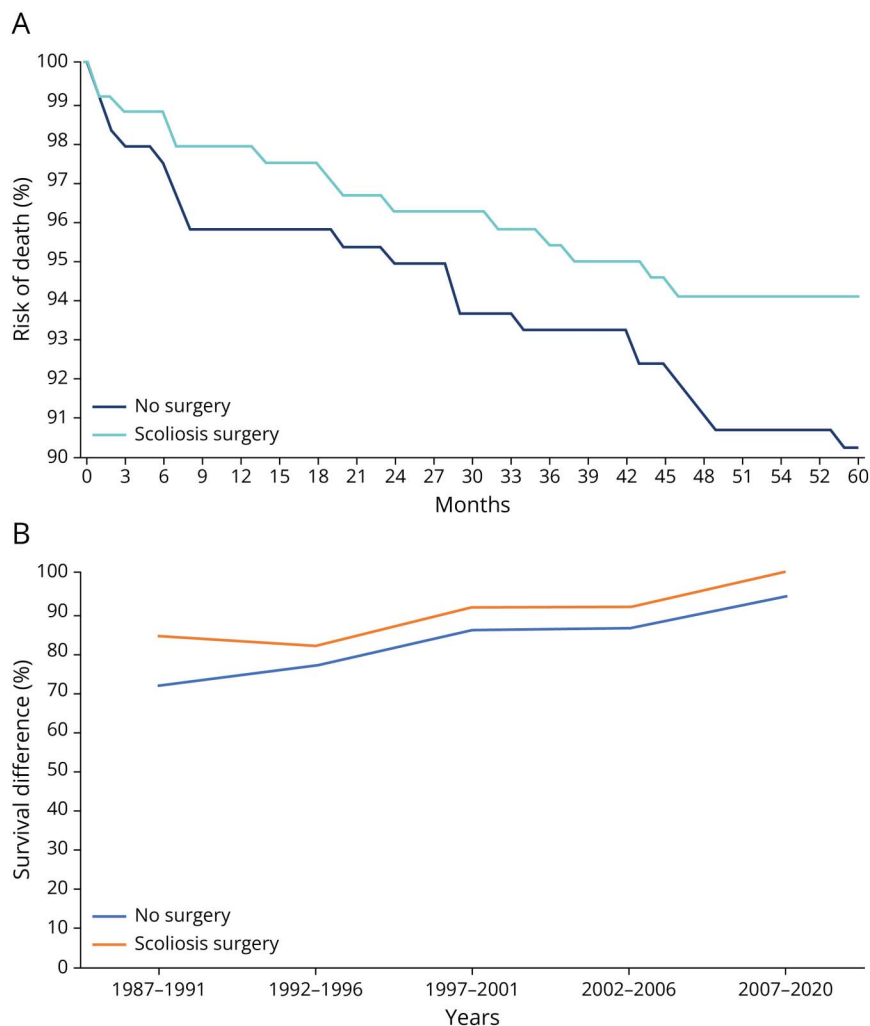 A
Risk of death (%)
100
99
98
97
96
95
94
93
92
91
90
No surgery
Scoliosis surgery
0 3 6 9 12 15 18 21 24 27 30 33 36 39 42 45 48 51 54 52 60
Months
B
Survival difference (%)
100
90
80
70
60
50
40
30
20
10
0
No surgery
Scoliosis surgery
1987–1991 1992–1996 1997–2001 2002–2006 2007–2020
Years